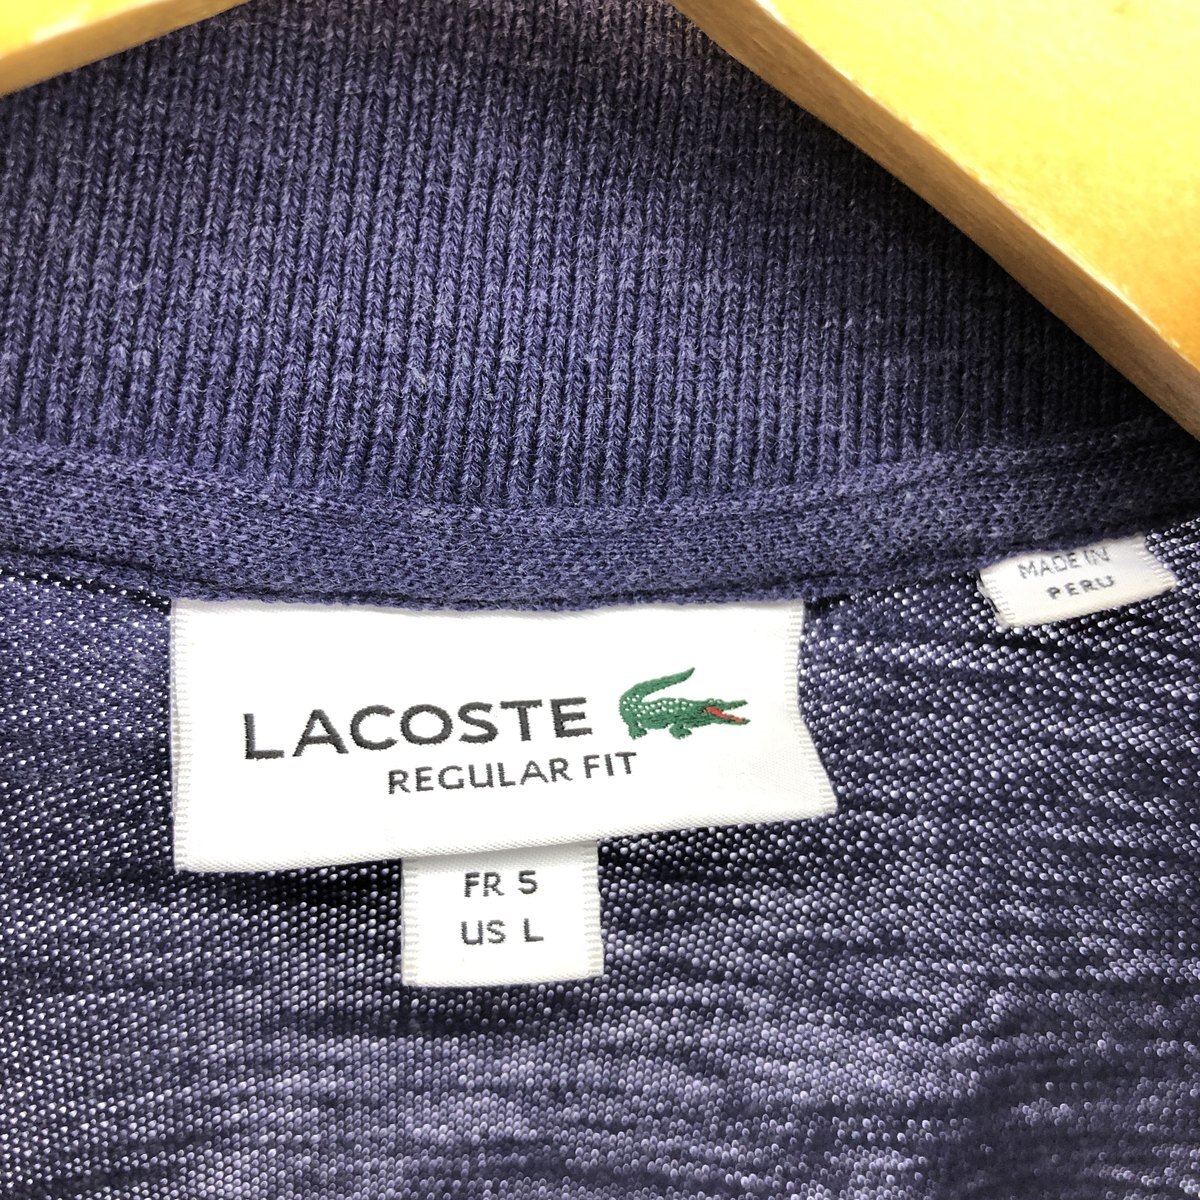 MADE IN
PERU
LACOSTE
REGULAR FIT
FR 5
US L